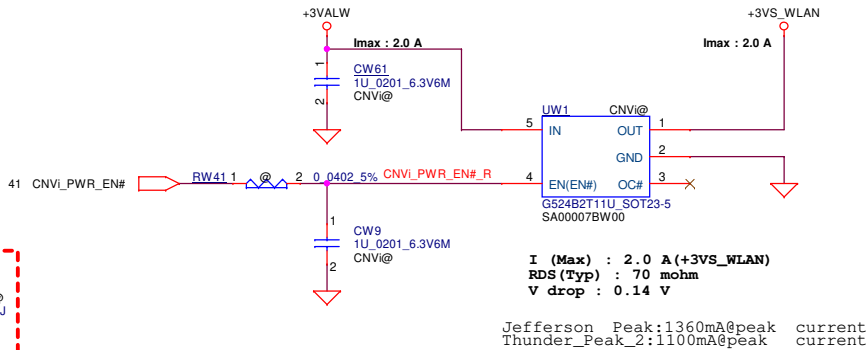 +3VALW
+3VS_WLAN
Imax : 2.0 A
Imax : 2.0 A
1
CW61
1U_0201_6.3V6M
CNVi@
2
UW1 CNVi@
5 IN OUT 1
GND 2
4 EN(EN#) OC# 3
G524B2T11U_SOT23-5
SA00007BW00
41 CNVi_PWR_EN# RW41 1 @ 2 0_0402_5% CNVi_PWR_EN#_R
1
CW9
1U_0201_6.3V6M
CNVi@
2
I (Max) : 2.0 A(+3VS_WLAN)
RDS(Typ) : 70 mohm
V drop : 0.14 V
Jefferson Peak:1360mA@peak current
Thunder_Peak_2:1100mA@peak current